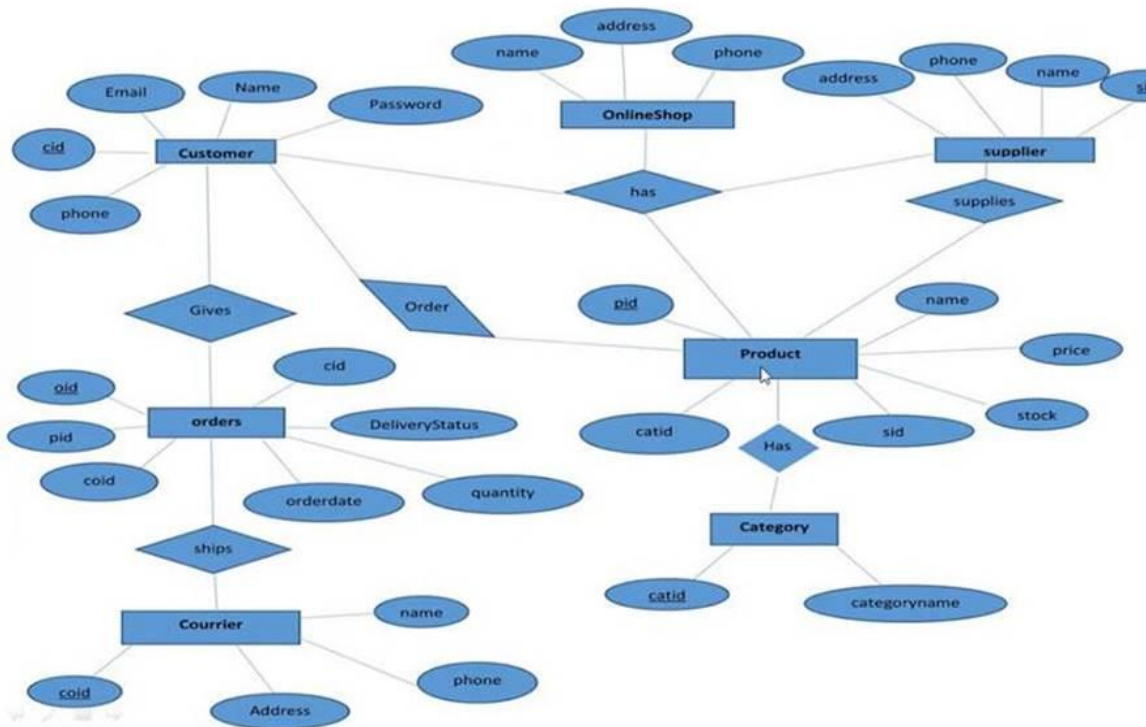 address
name
phone
phone
address
name
Email
Name
Password
OnlineShop
cid
Customer
supplier
has
phone
supplies
Gives
Order
pid
name
Product
price
cid
oid
stock
orders
DeliveryStatus
pid
catid
sid
Has
coid
orderdate
quantity
Category
ships
catid
categoryname
name
Courrier
phone
coid
Address